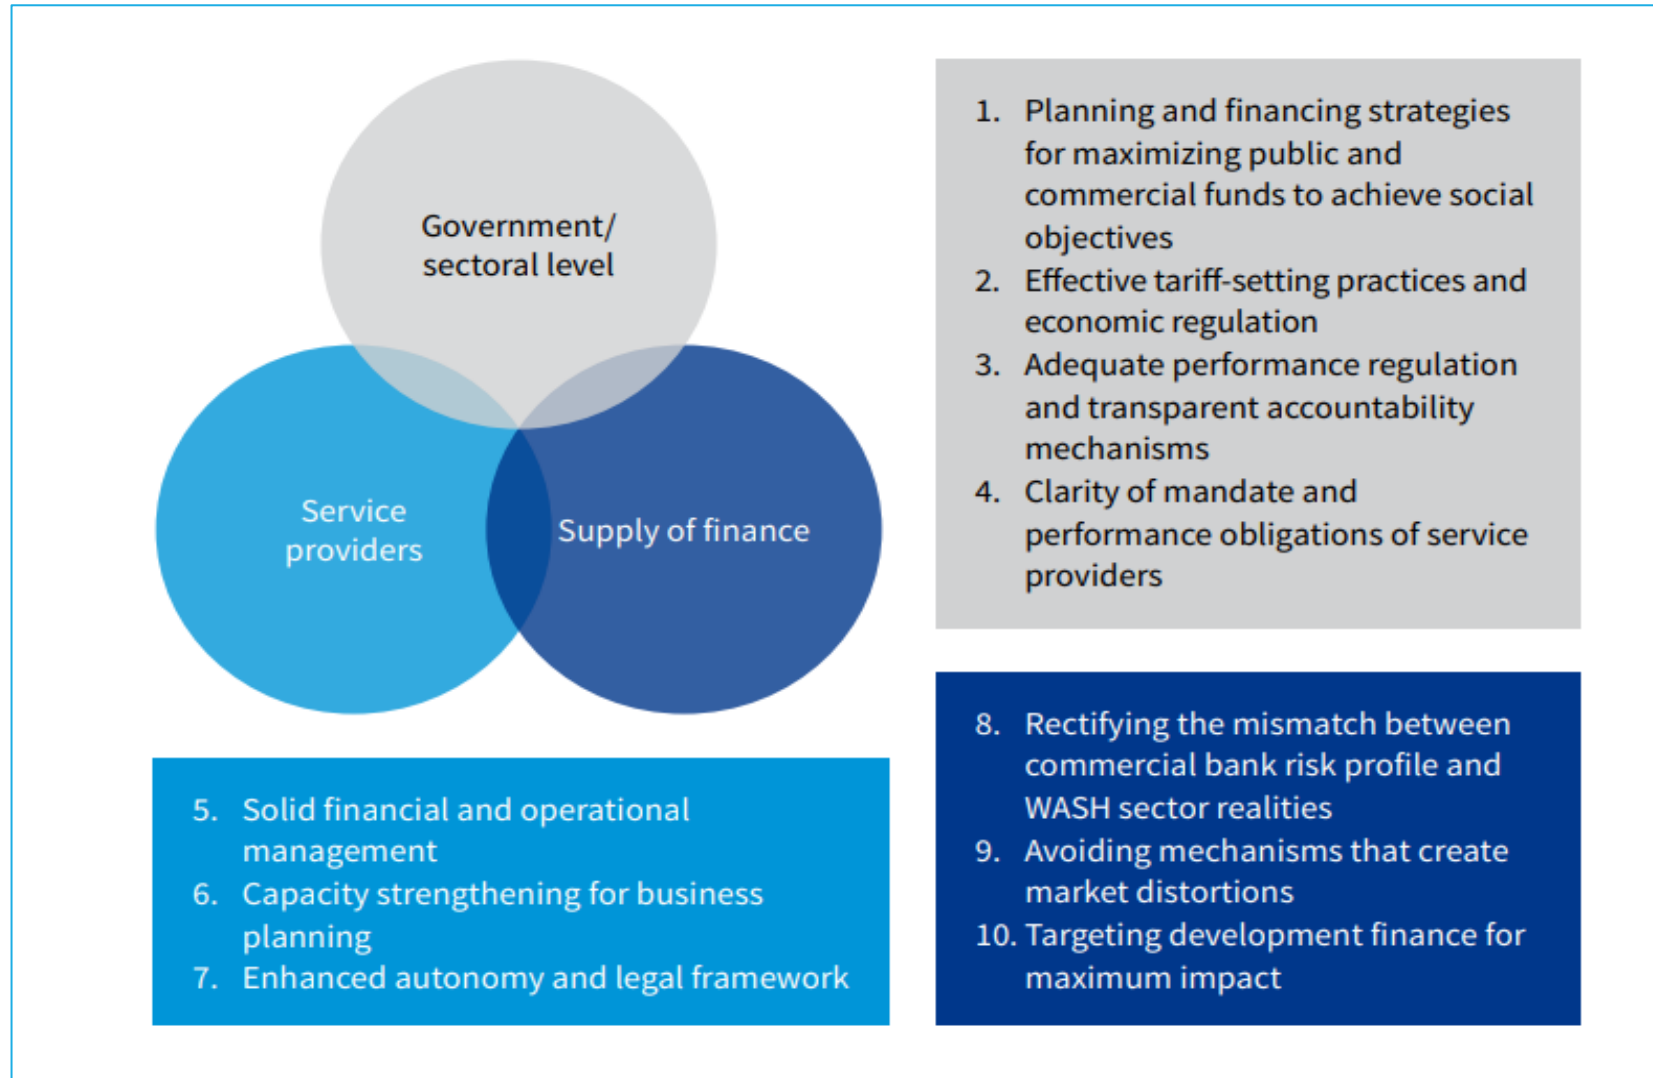 Government/
sectoral level
Service
providers
Supply of finance
1. Planning and financing strategies
for maximizing public and
commercial funds to achieve social
objectives
2. Effective tariff-setting practices and
economic regulation
3. Adequate performance regulation
and transparent accountability
mechanisms
4. Clarity of mandate and
performance obligations of service
providers
5. Solid financial and operational
management
6. Capacity strengthening for business
planning
7. Enhanced autonomy and legal framework
8. Rectifying the mismatch between
commercial bank risk profile and
WASH sector realities
9. Avoiding mechanisms that create
market distortions
10. Targeting development finance for
maximum impact